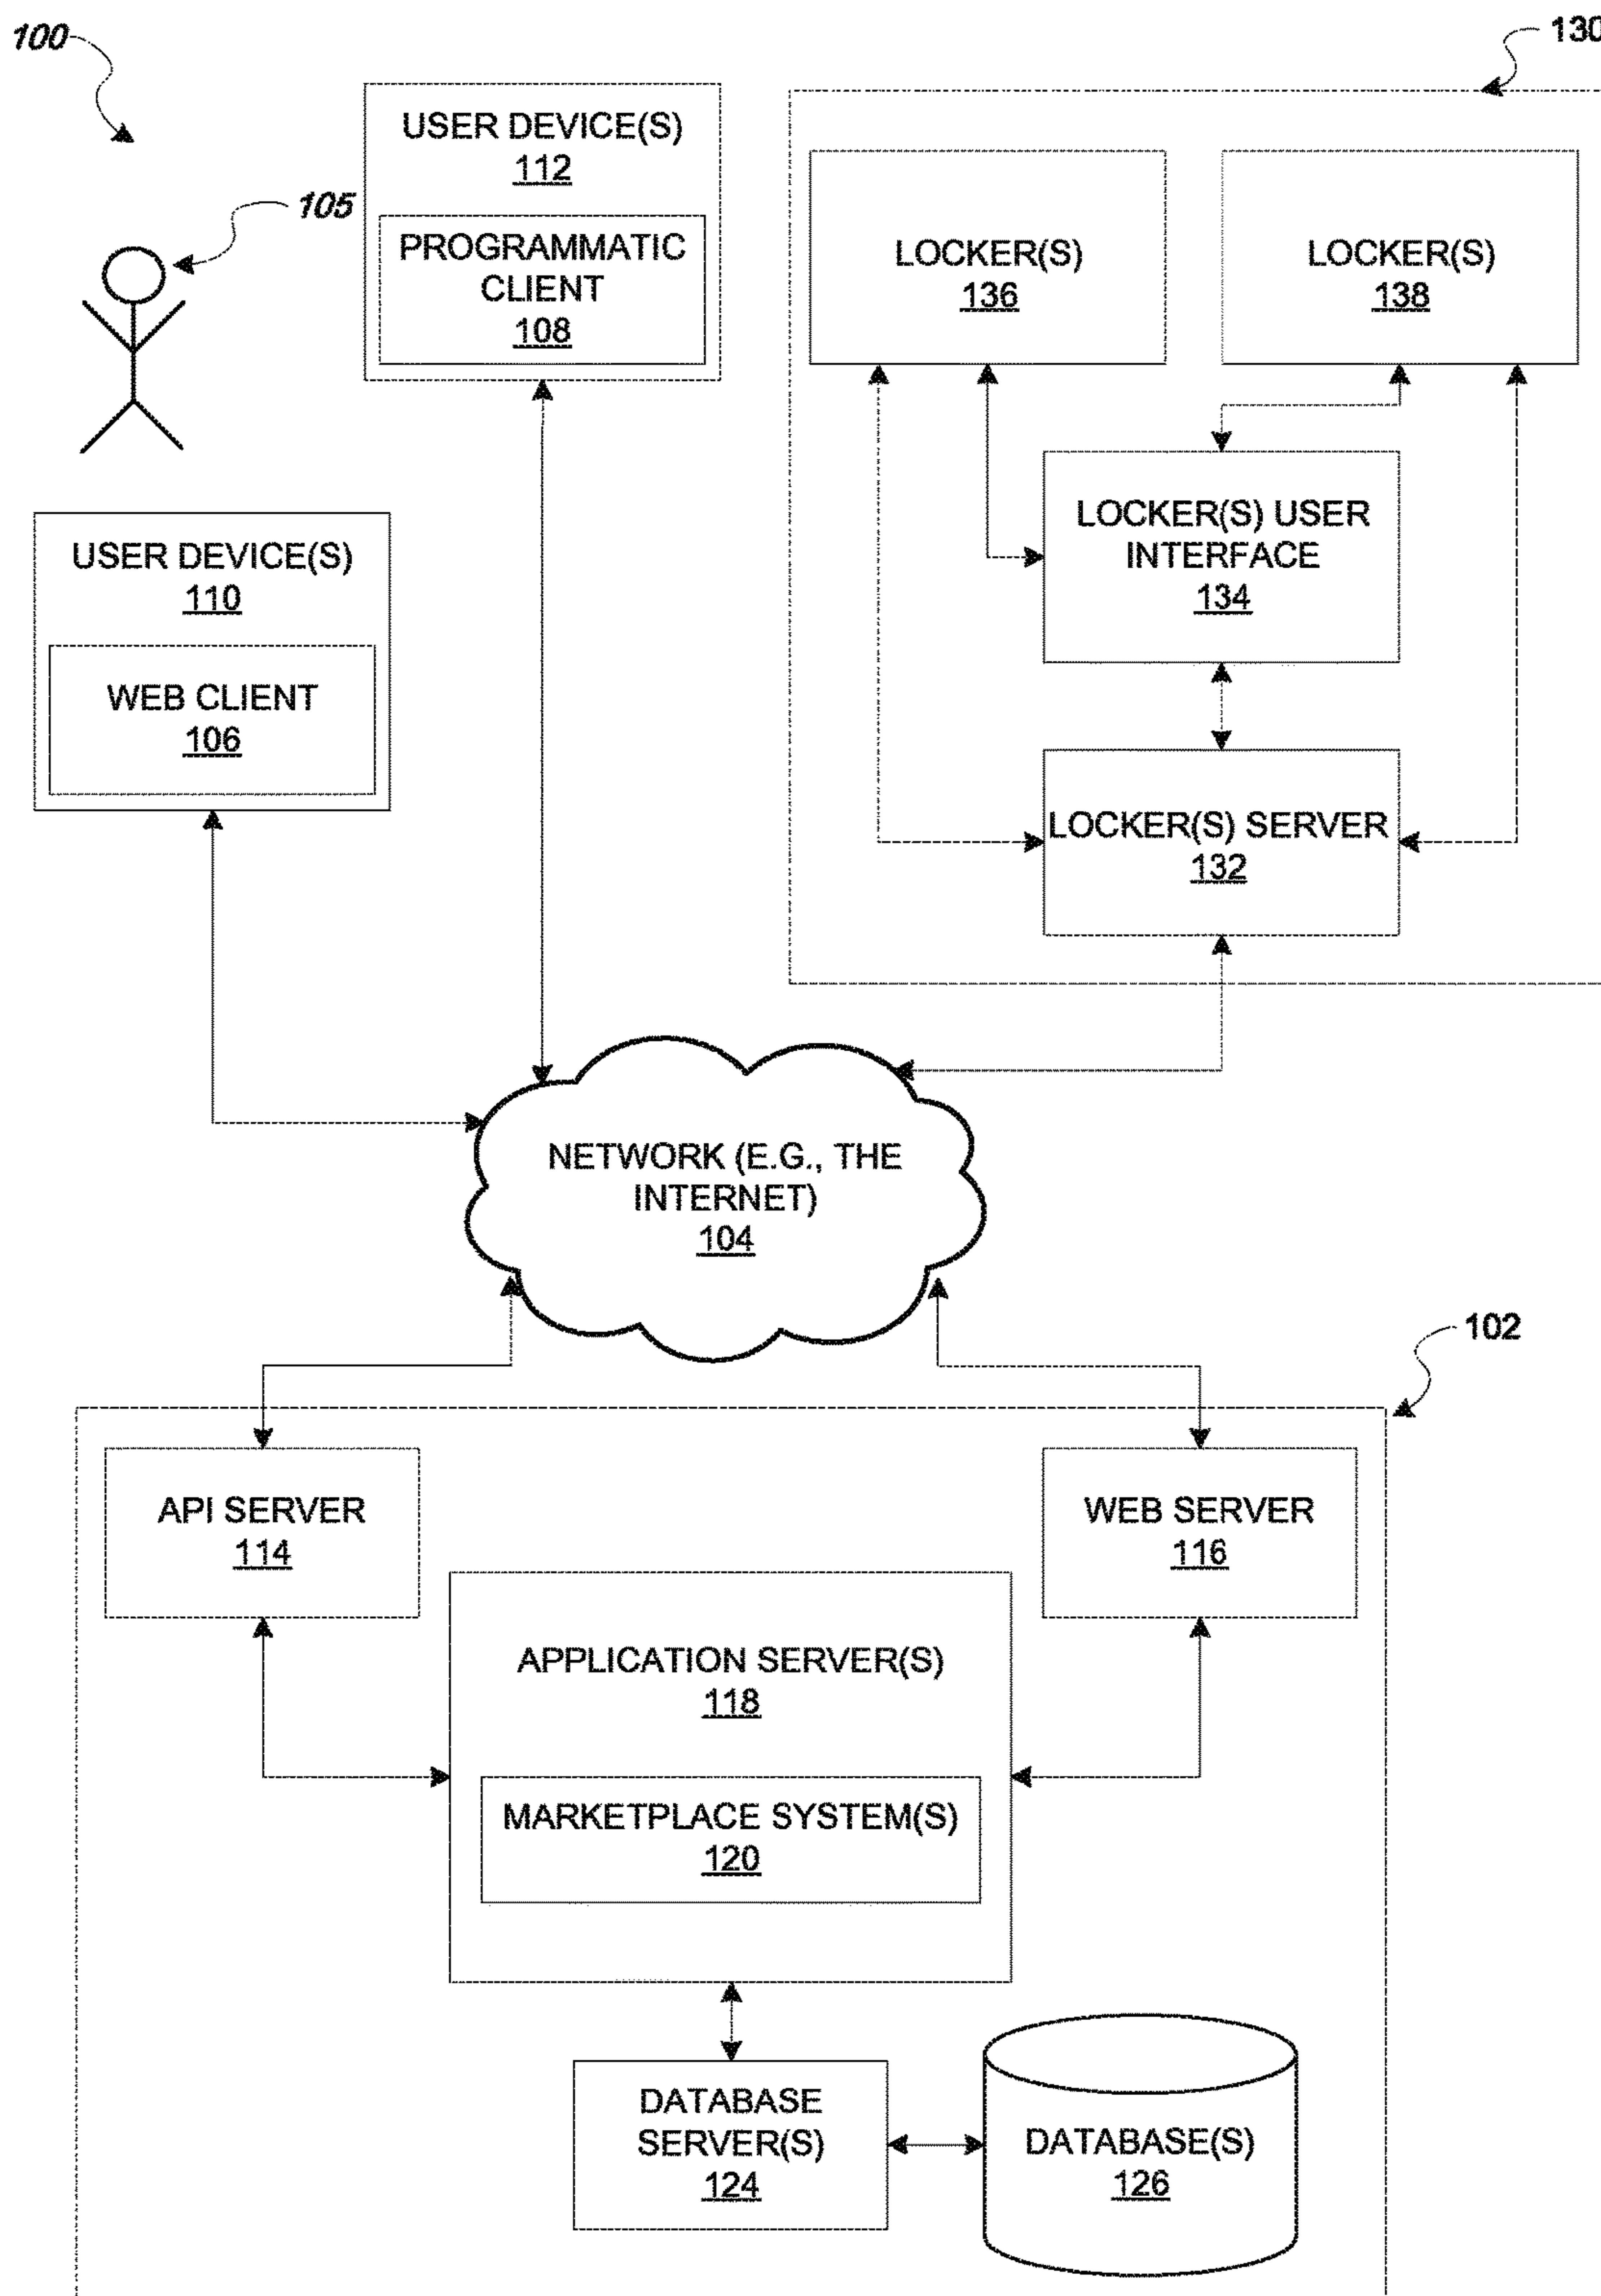 100
130
USER DEVICE(S)
112
PROGRAMMATIC
CLIENT
108
105
LOCKER(S)
136
LOCKER(S)
138
LOCKER(S) USER
INTERFACE
134
USER DEVICE(S)
110
WEB CLIENT
106
LOCKER(S) SERVER
132
NETWORK (E.G., THE
INTERNET)
104
102
API SERVER
114
WEB SERVER
116
APPLICATION SERVER(S)
118
MARKETPLACE SYSTEM(S)
120
DATABASE
SERVER(S)
124
DATABASE(S)
126